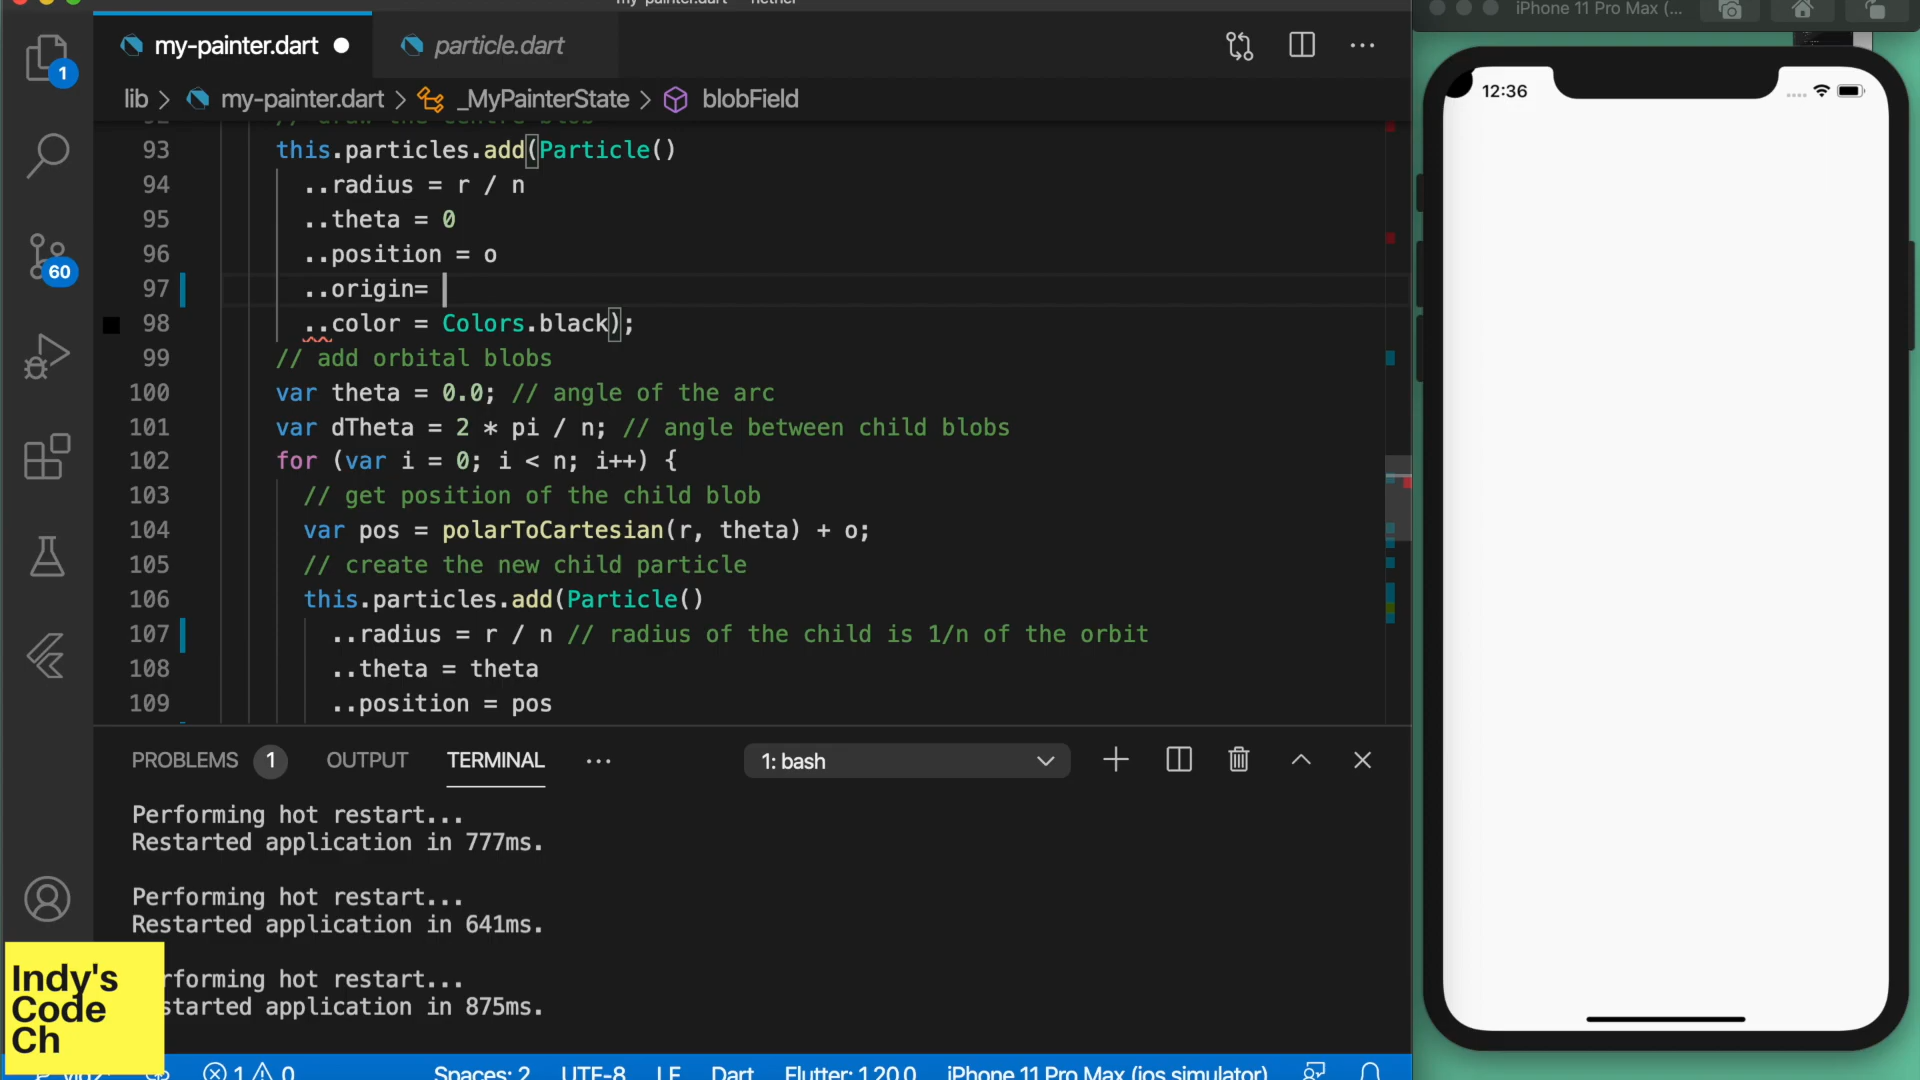 my-painter.dart — nether
iPhone 11 Pro Max (...
my-painter.dart
particle.dart
1
lib > my-painter.dart > _MyPainterState > blobField
92 // draw the centre blob
93 this.particles.add(Particle()
94 ..radius = r / n
95 ..theta = 0
96 ..position = o
97 ..origin=
98 ..color = Colors.black);
99 // add orbital blobs
100 var theta = 0.0; // angle of the arc
101 var dTheta = 2 * pi / n; // angle between child blobs
102 for (var i = 0; i < n; i++) {
103 // get position of the child blob
104 var pos = polarToCartesian(r, theta) + o;
105 // create the new child particle
106 this.particles.add(Particle()
107 ..radius = r / n // radius of the child is 1/n of the orbit
108 ..theta = theta
109 ..position = pos
60
12:36
PROBLEMS 1 OUTPUT TERMINAL ... 1: bash
Performing hot restart...
Restarted application in 777ms.
Performing hot restart...
Restarted application in 641ms.
rforming hot restart...
started application in 875ms.
Indy's
Code
Ch
1 0 Spaces: 2 UTF-8 LF Dart Flutter: 1.20.0 iPhone 11 Pro Max (ios simulator)